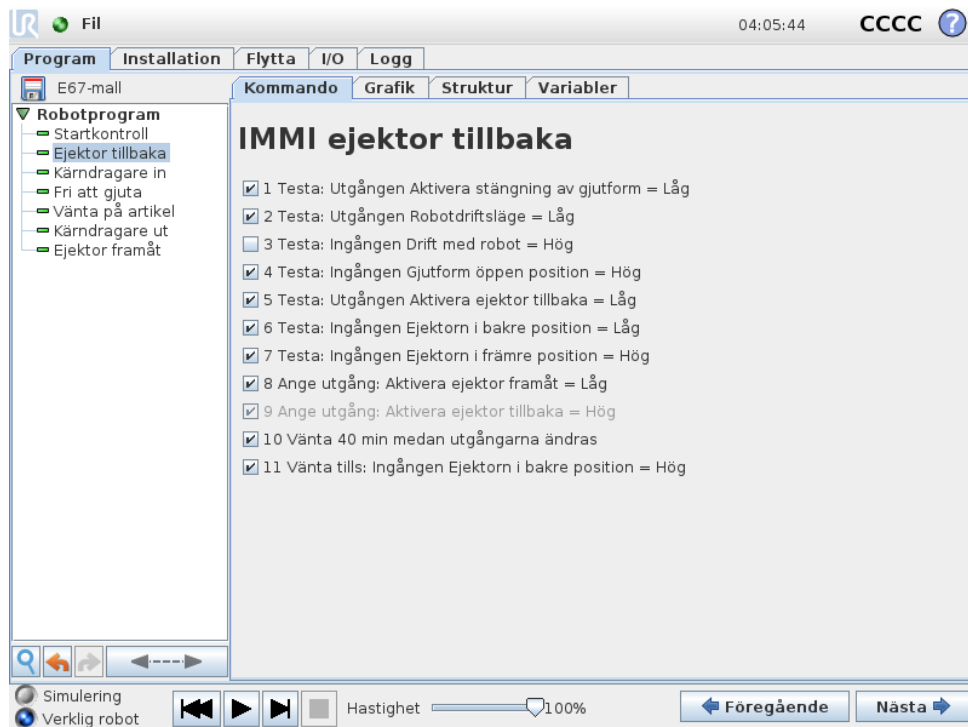 UR Fil 04:05:44 CCCC ?
Program Installation Flytta I/O Logg
E67-mall
Kommando Grafik Struktur Variabler
Robotprogram
Startkontroll
Ejektor tillbaka
Kärndragare in
Fri att gjuta
Vänta på artikel
Kärndragare ut
Ejektor framåt
IMMI ejektor tillbaka
1 Testa: Utgången Aktivera stängning av gjutform = Låg
2 Testa: Utgången Robotdriftsläge = Låg
3 Testa: Ingången Drift med robot = Hög
4 Testa: Ingången Gjutform öppen position = Hög
5 Testa: Utgången Aktivera ejektor tillbaka = Låg
6 Testa: Ingången Ejektorn i bakre position = Låg
7 Testa: Ingången Ejektorn i främre position = Hög
8 Ange utgång: Aktivera ejektor framåt = Låg
9 Ange utgång: Aktivera ejektor tillbaka = Hög
10 Vänta 40 min medan utgångarna ändras
11 Vänta tills: Ingången Ejektorn i bakre position = Hög
Simulering
Verklig robot
Hastighet 100%
Föregående Nästa